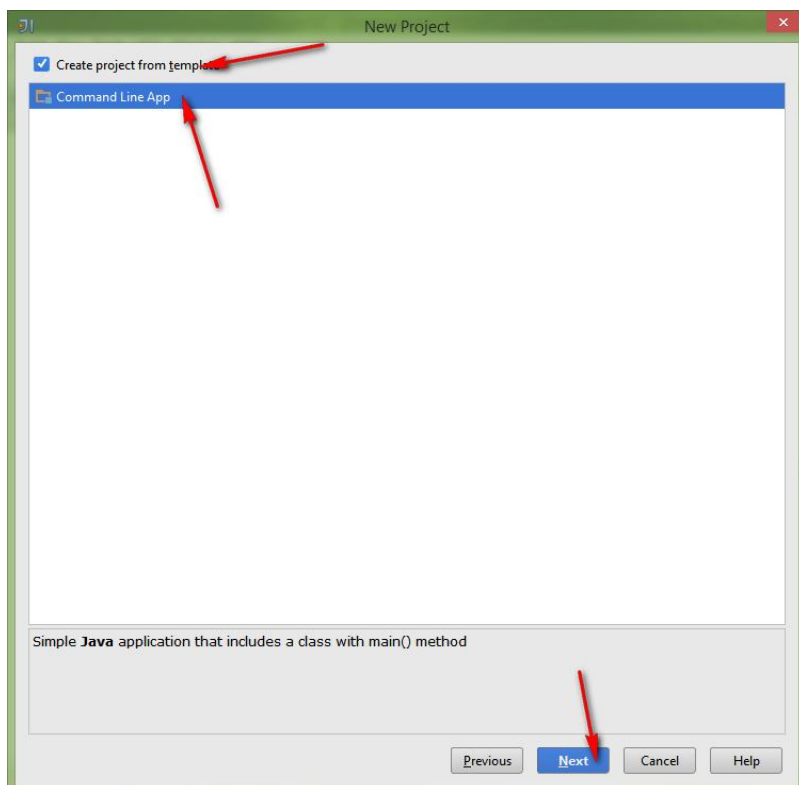 New Project
Create project from template
Command Line App
Simple Java application that includes a class with main() method
Previous
Next
Cancel
Help